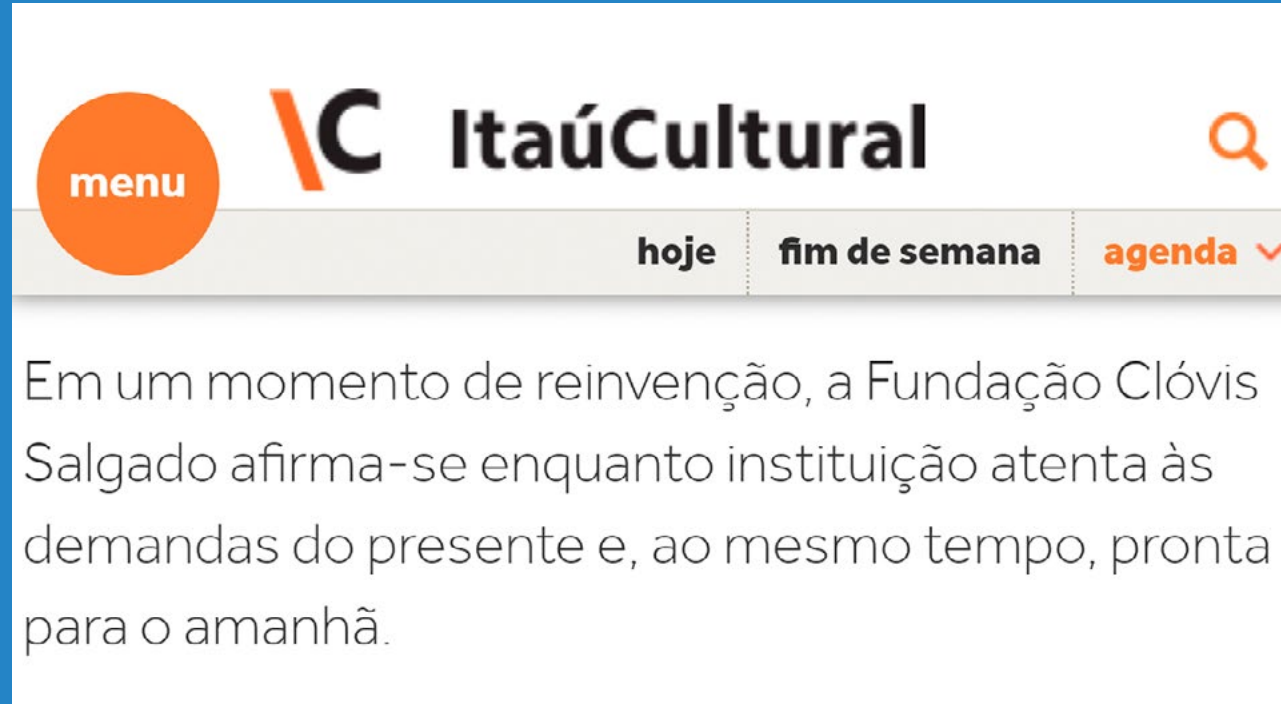 menu
\C ItaúCultural
hoje fim de semana agenda
Em um momento de reinvenção, a Fundação Clóvis
Salgado afirma-se enquanto instituição atenta às
demandas do presente e, ao mesmo tempo, pronta
para o amanhã.